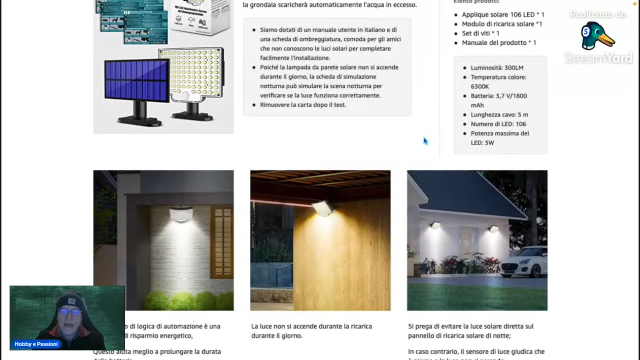 la grondaia scaricherà automaticamente l'acqua in eccesso.
Siamo dotati di un manuale utente in italiano e di
una scheda di ombreggiatura, comoda per gli amici
che non conoscono le luci solari per completare
facilmente l'installazione.
Poiché la lampada da parete solare non si accende
durante il giorno, la scheda di simulazione
notturna può simulare la scena notturna per
verificare se la luce funziona correttamente.
Rimuovere la carta dopo il test.
prodotto:
Applique solare 106 LED * 1
Modulo di ricarica solare*1
Set di viti * 1
Manuale del prodotto * 1
Luminosità: 300LM
Temperatura colore:
6300K
Batteria: 3,7 V/1800
mAh
Lunghezza cavo: 5 m
Numero di LED: 106
Potenza massima del
LED: 3W
Realizzato da
StreamYard
di logica di automazione è una
di risparmio energetico,
Questo aiuta meglio a prolungare la durata
La luce non si accende durante la ricarica
durante il giorno.
Si prega di evitare la luce solare diretta sul
pannello di ricarica solare di notte;
In caso contrario, il sensore di luce giudica che
Hobby e Passioni